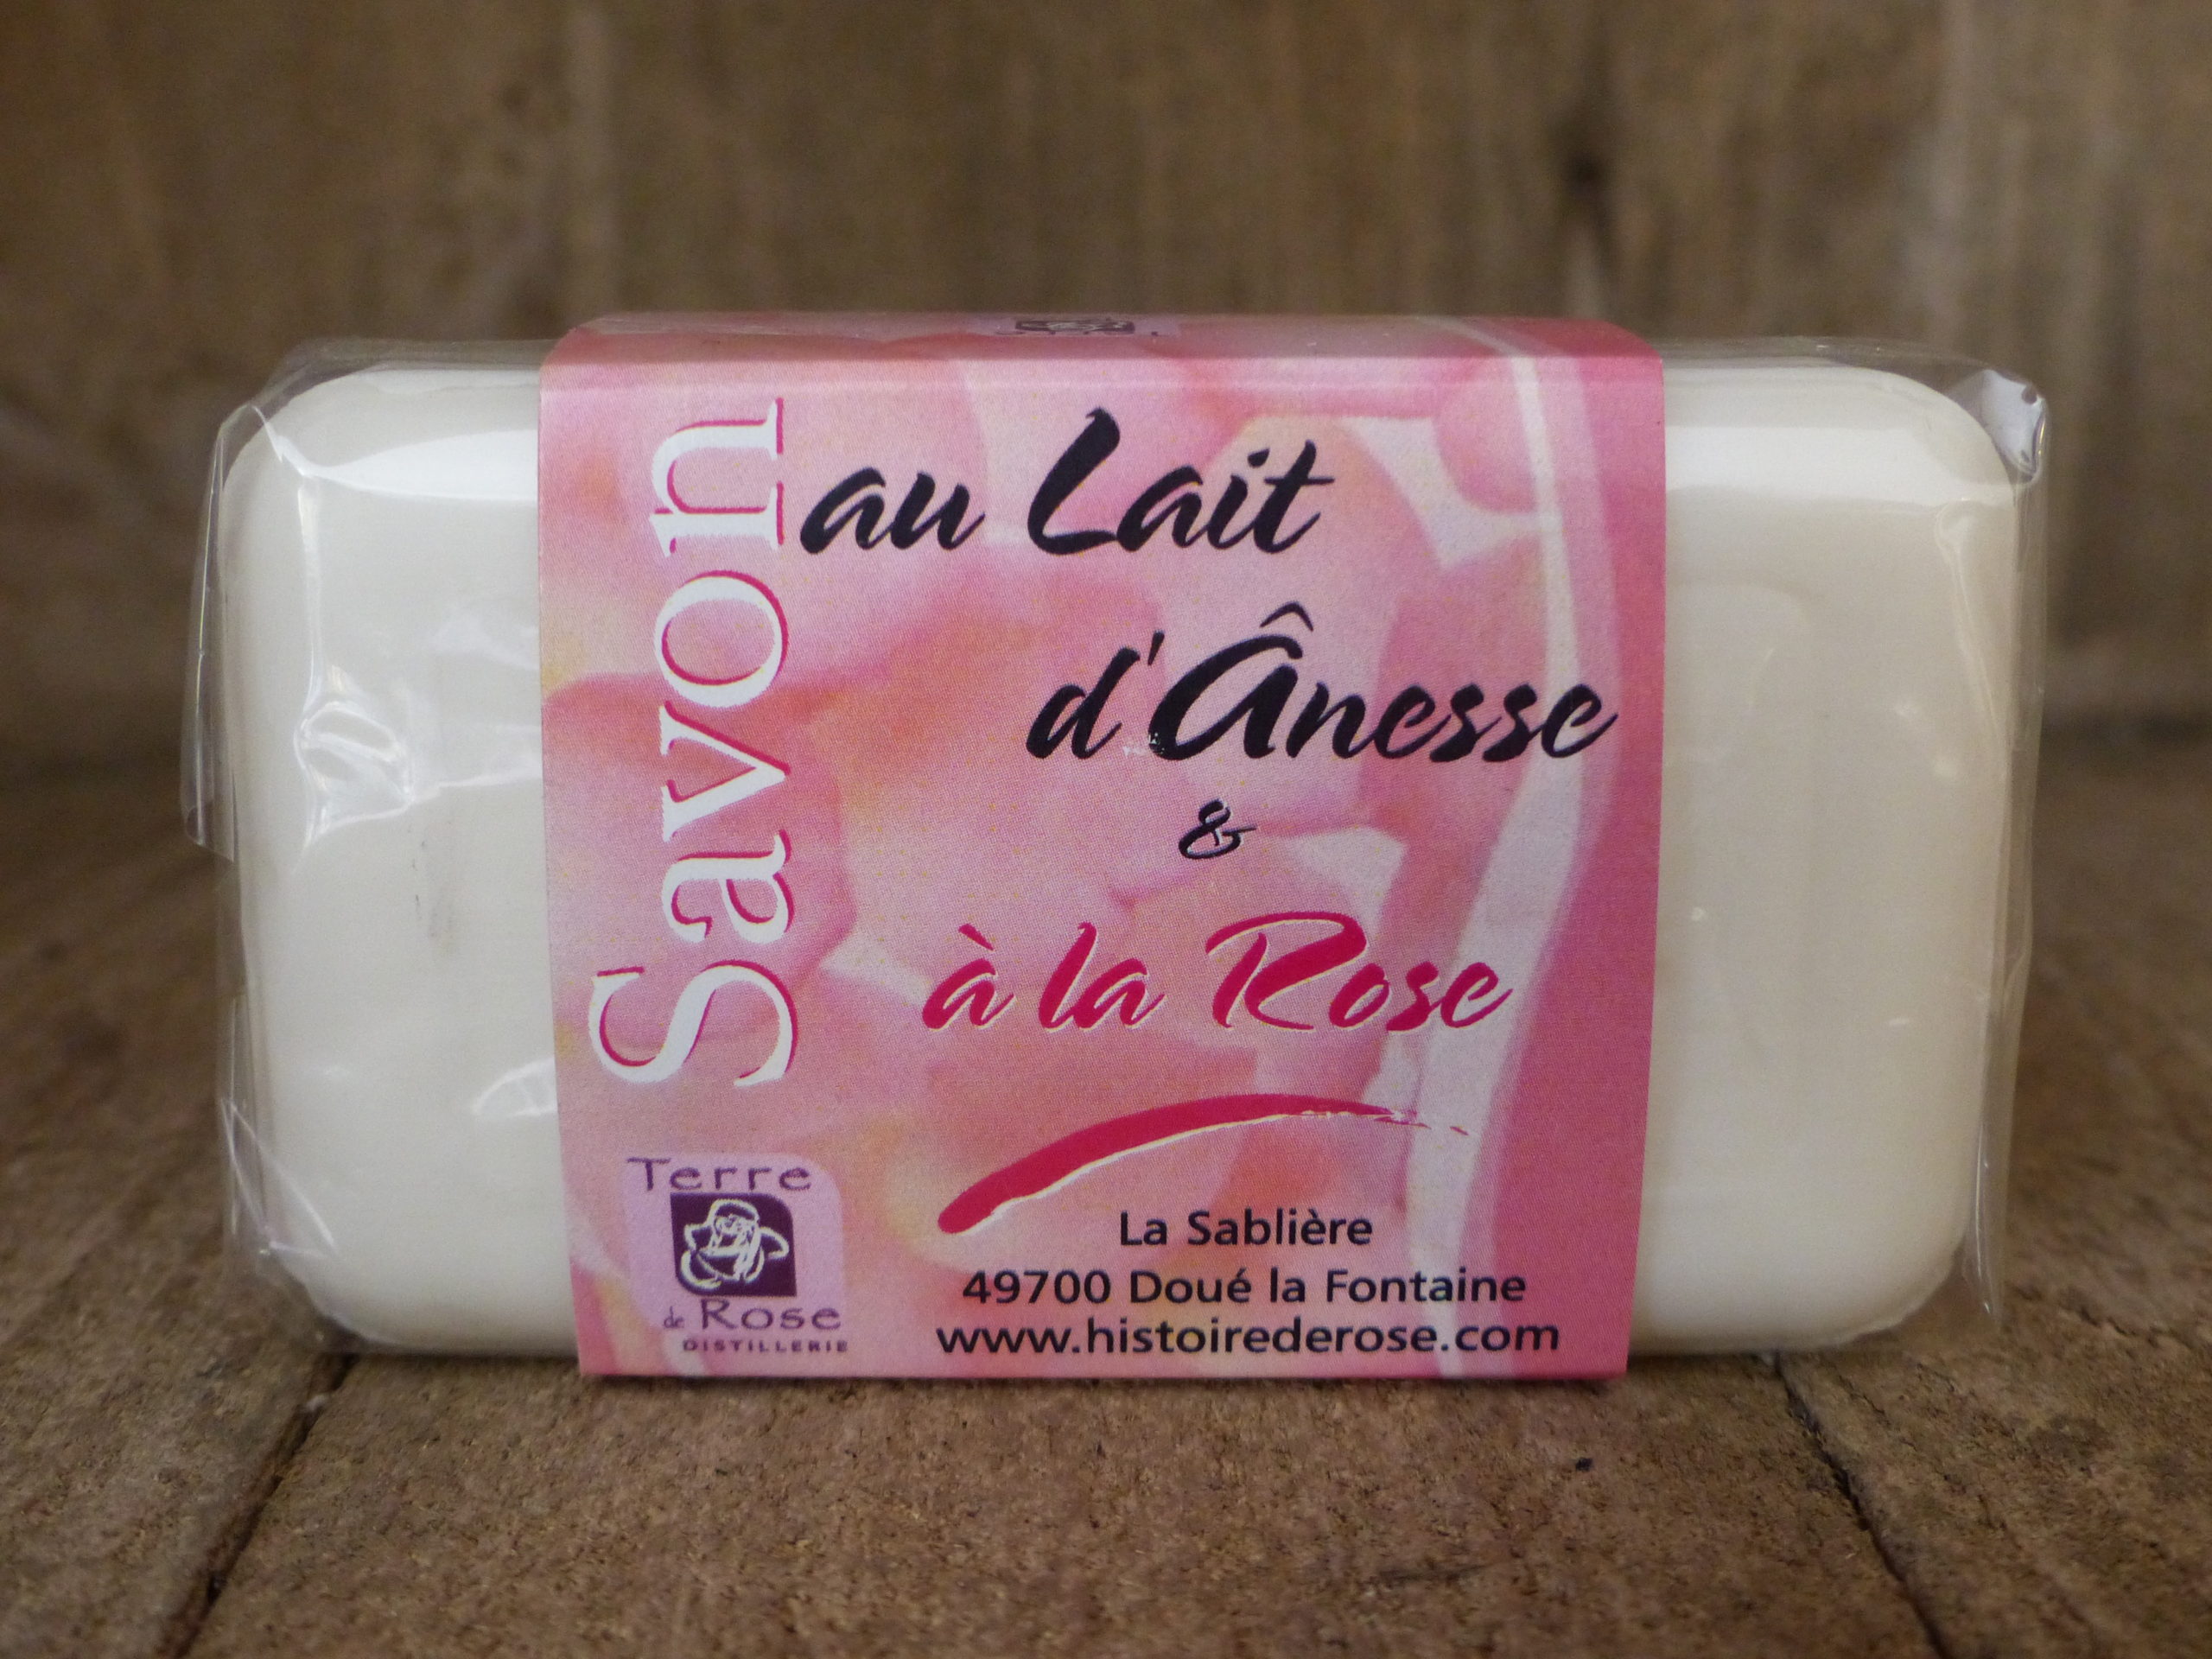 Savon
au Lait
d'Ânesse
&
à la Rose
Terre
de Rose
DISTILLERIE
La Sablière
49700 Doué la Fontaine
www.histoirederose.com